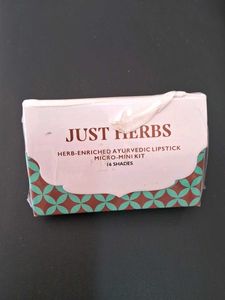 JUST HERBS
HERB-ENRICHED AYURVEDIC LIPSTICK
MICRO-MINI KIT
16 SHADES